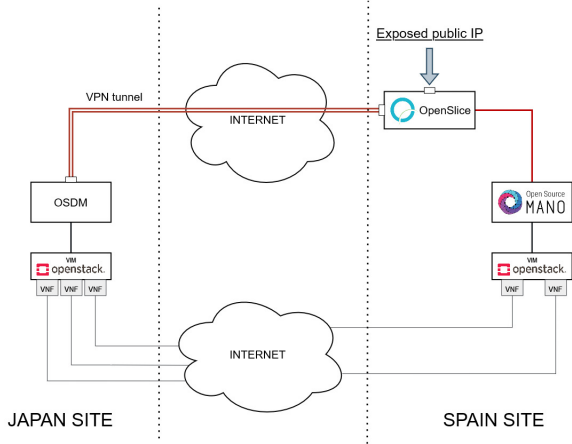 Exposed public IP
VPN tunnel
INTERNET
OpenSlice
OSDM
Open Source
MANO
VIM
openstack.
VNF VNF VNF
VIM
openstack.
VNF VNF
INTERNET
JAPAN SITE
SPAIN SITE